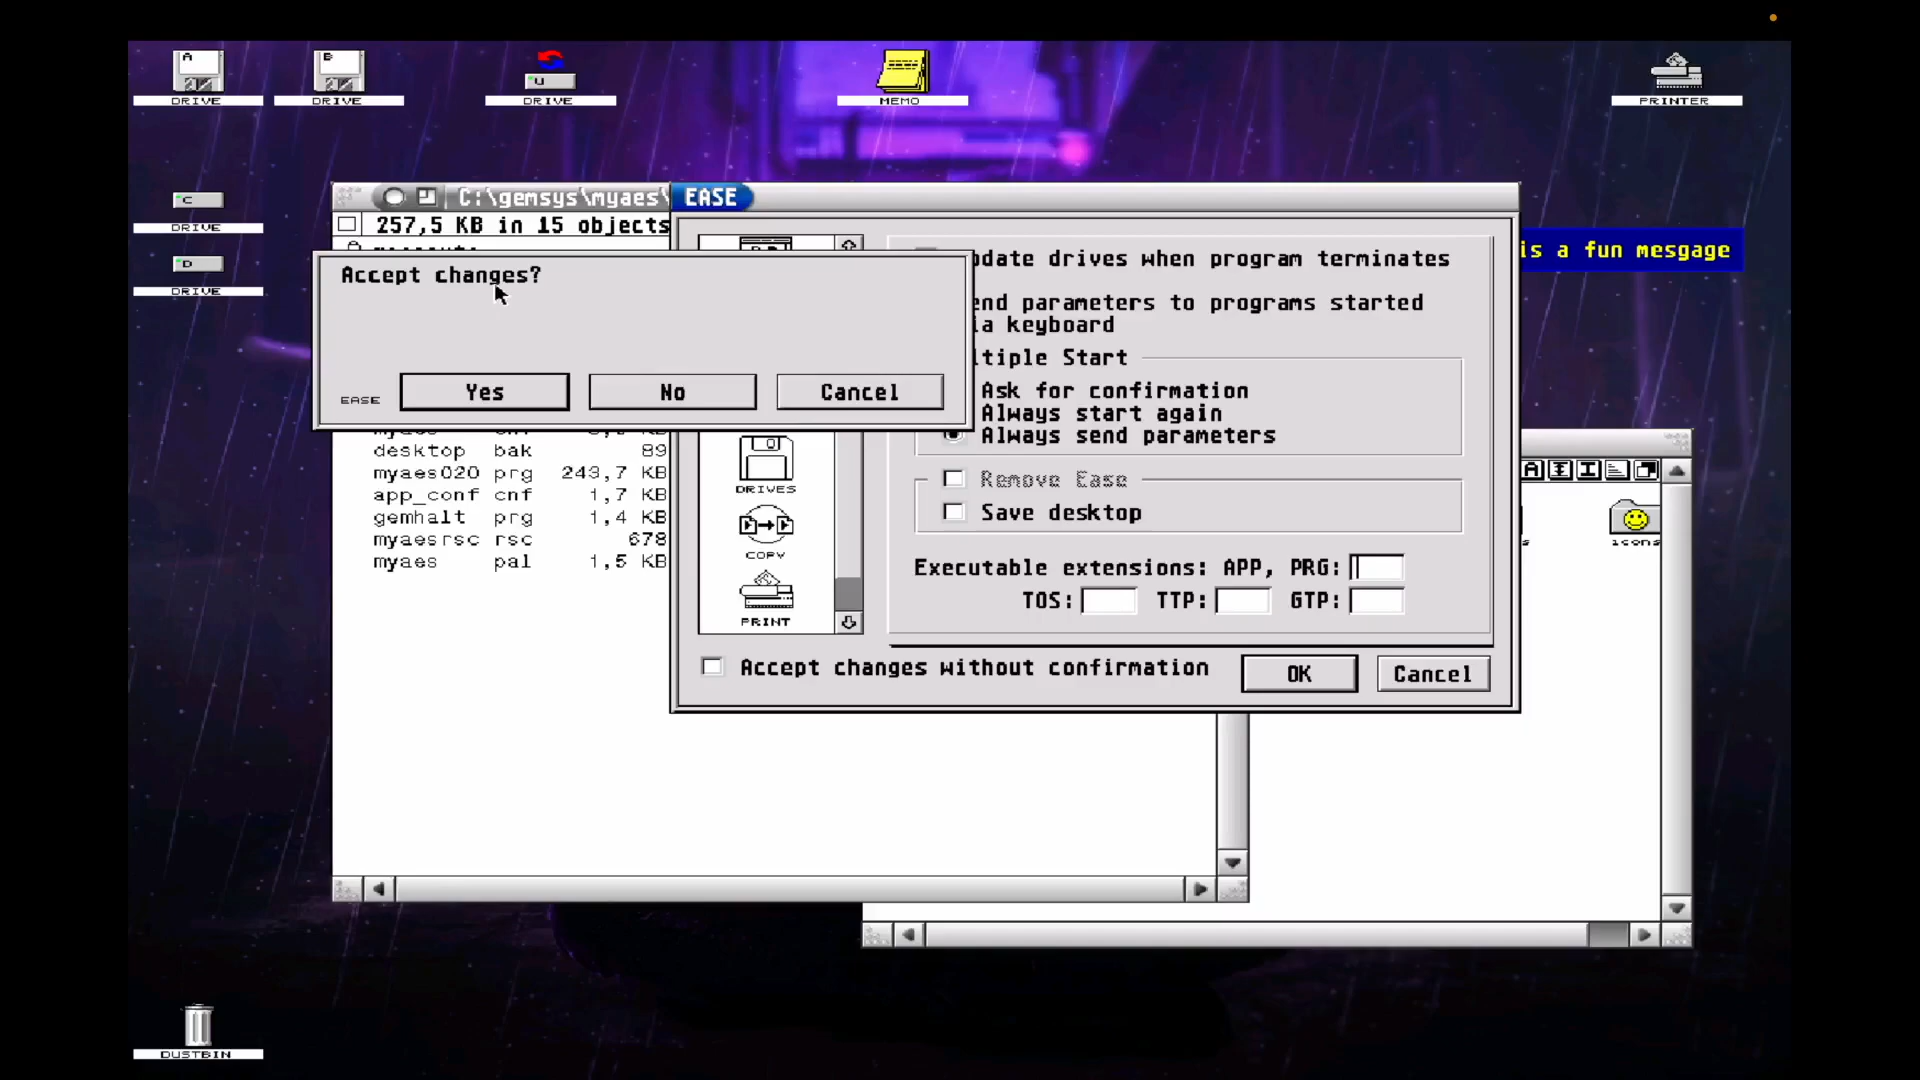 A
B
U
DRIVE
DRIVE
DRIVE
MEMO
PRINTER
C
DRIVE
D
DRIVE
C:\gemsys\myaes\
257,5 KB in 15 objects
desktop bak 89
myaes020 prg 243,7 KB
app_conf cnf 1,7 KB
gemhalt prg 1,4 KB
myaesrsc rsc 678
myaes pal 1,5 KB
Accept changes?
EASE
Yes
No
Cancel
EASE
DRIVES
COPY
PRINT
pdate drives when program terminates
end parameters to programs started
ia keyboard
ltiple Start
Ask for confirmation
Always start again
Always send parameters
Remove Ease
Save desktop
Executable extensions: APP, PRG:
TOS: TTP: GTP:
Accept changes without confirmation
OK
Cancel
is a fun mesgage
icons
DUSTBIN